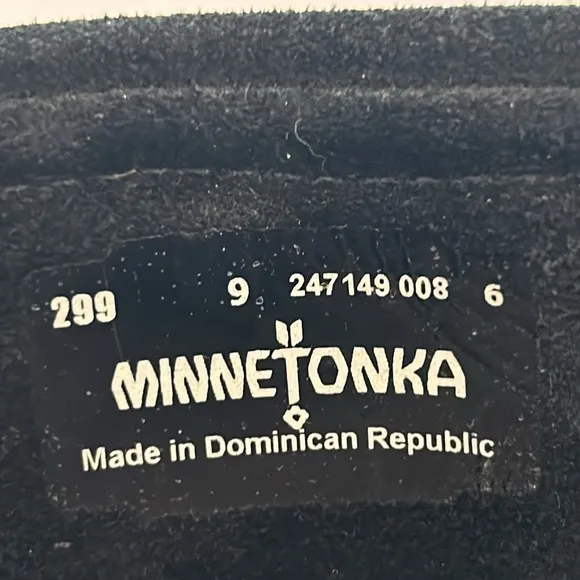 299 9 247149.008 6
MINNETONKA
Made in Dominican Republic